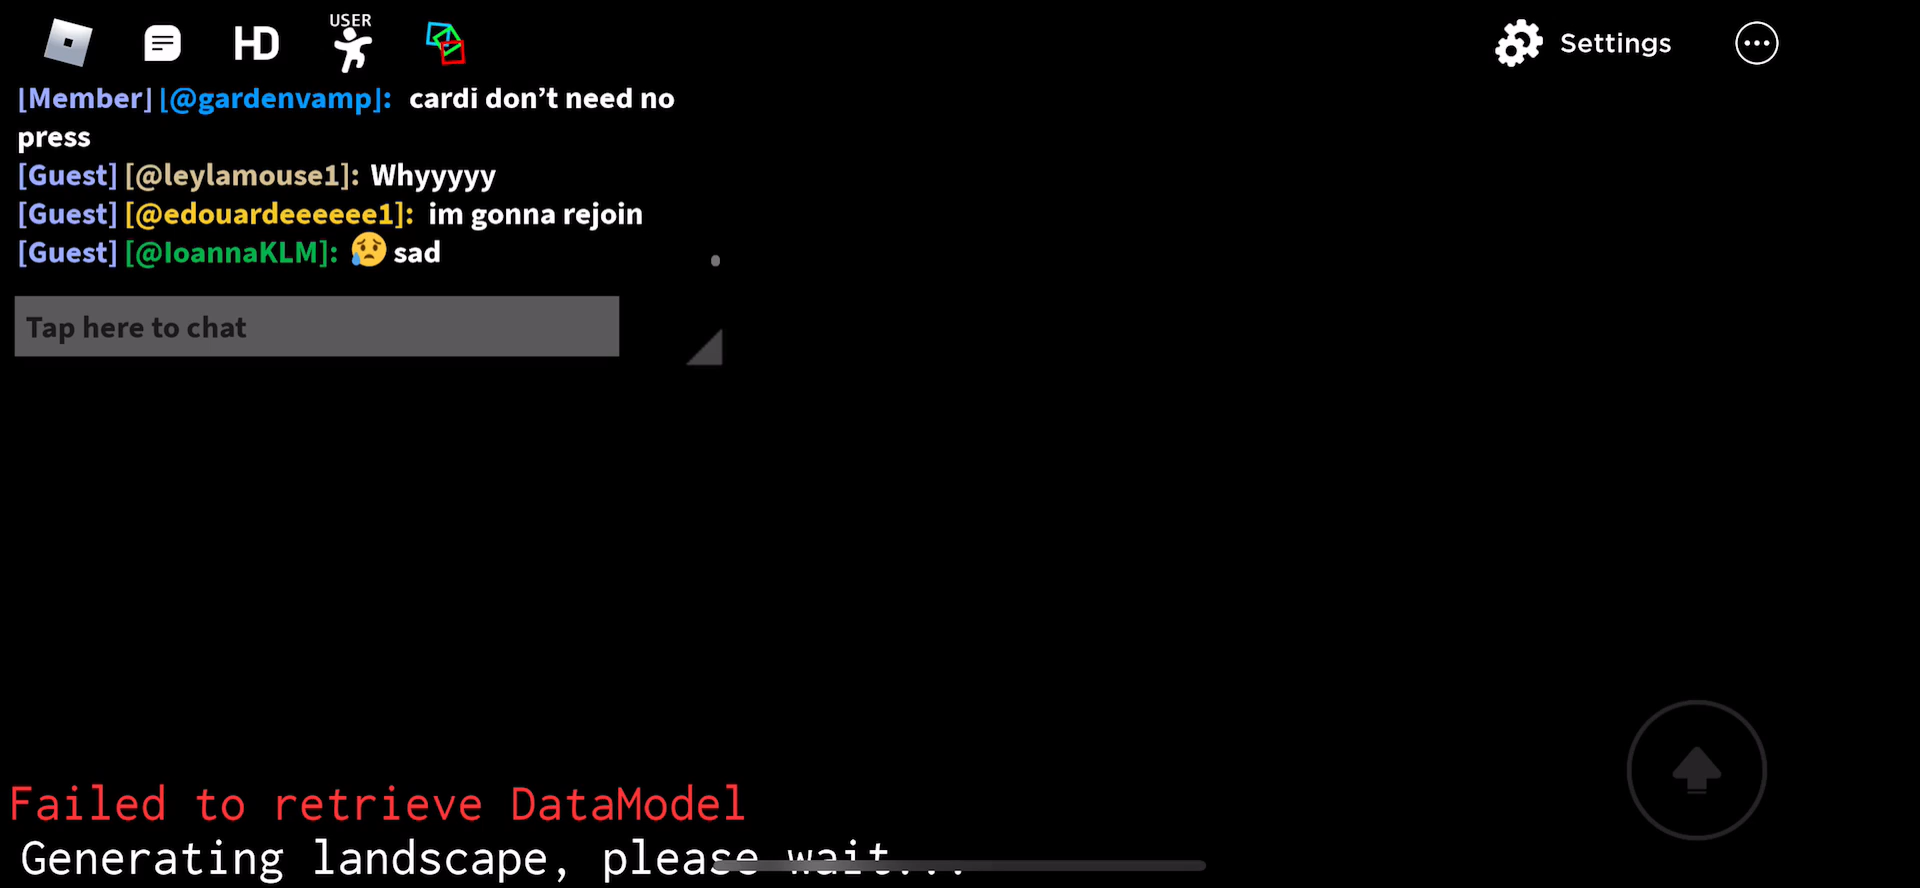 USER
HD
Settings
[Member] [@gardenvamp]: cardi don’t need no
press
[Guest] [@leylamouse1]: Whyyyyy
[Guest] [@edouardeeeeee1]: im gonna rejoin
[Guest] [@IoannaKLM]: 😥 sad
Tap here to chat
Failed to retrieve DataModel
Generating landscape, please wait...